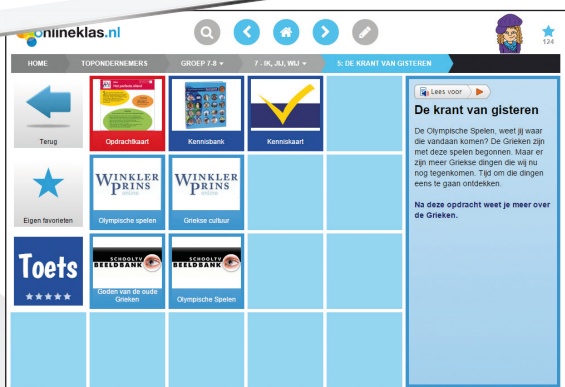 onlineklas.nl
124
HOME TOPONDERNEMERS GROEP 7-8 7 - IK, JIJ, WIJ 5: DE KRANT VAN GISTEREN
Terug
Opdrachtkaart
Kennisbank
Kenniskaart
Eigen favorieten
WINKLER
PRINS
online
Olympische spelen
WINKLER
PRINS
online
Griekse cultuur
Toets
SCHOOLTV
BEELDBANK
Goden van de oude
Grieken
SCHOOLTV
BEELDBANK
Olympische Spelen
Lees voor
De krant van gisteren
De Olympische Spelen, weet jij waar
die vandaan komen? De Grieken zijn
met deze spelen begonnen. Maar er
zijn meer Griekse dingen die wij nu
nog tegenkomen. Tijd om die dingen
eens te gaan ontdekken.
Na deze opdracht weet je meer over
de Grieken.